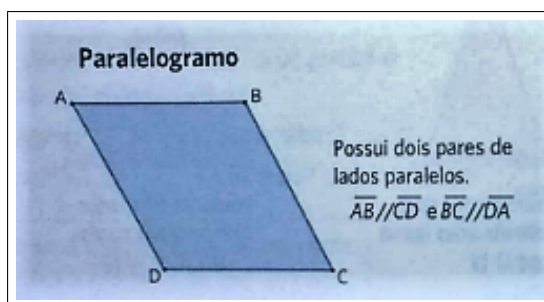 Paralelogramo
A
B
Possui dois pares de
lados paralelos.
AB//CD e BC//DA
D
C